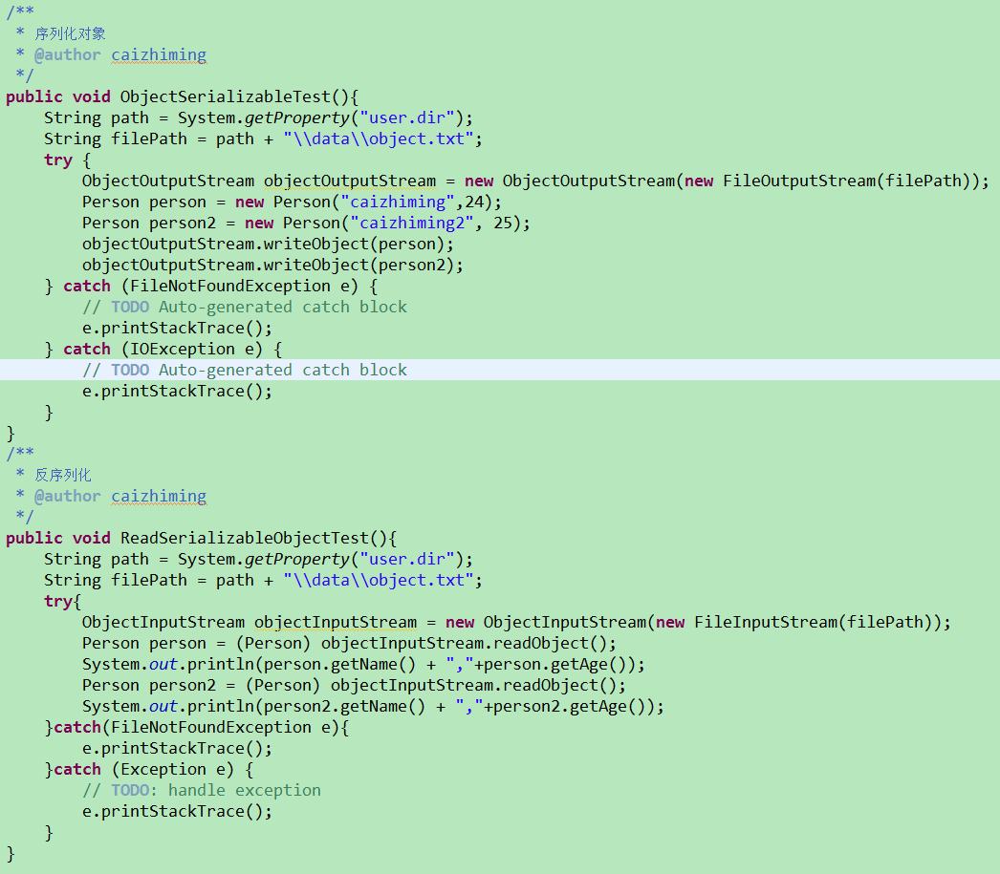 /**
 * 序列化对象
 * @author caizhiming
 */
public void ObjectSerializableTest(){
    String path = System.getProperty("user.dir");
    String filePath = path + "\\data\\object.txt";
    try {
        ObjectOutputStream objectOutputStream = new ObjectOutputStream(new FileOutputStream(filePath));
        Person person = new Person("caizhiming",24);
        Person person2 = new Person("caizhiming2", 25);
        objectOutputStream.writeObject(person);
        objectOutputStream.writeObject(person2);
    } catch (FileNotFoundException e) {
        // TODO Auto-generated catch block
        e.printStackTrace();
    } catch (IOException e) {
        // TODO Auto-generated catch block
        e.printStackTrace();
    }
}
/**
 * 反序列化
 * @author caizhiming
 */
public void ReadSerializableObjectTest(){
    String path = System.getProperty("user.dir");
    String filePath = path + "\\data\\object.txt";
    try{
        ObjectInputStream objectInputStream = new ObjectInputStream(new FileInputStream(filePath));
        Person person = (Person) objectInputStream.readObject();
        System.out.println(person.getName() + ","+person.getAge());
        Person person2 = (Person) objectInputStream.readObject();
        System.out.println(person2.getName() + ","+person2.getAge());
    }catch(FileNotFoundException e){
        e.printStackTrace();
    }catch (Exception e) {
        // TODO: handle exception
        e.printStackTrace();
    }
}